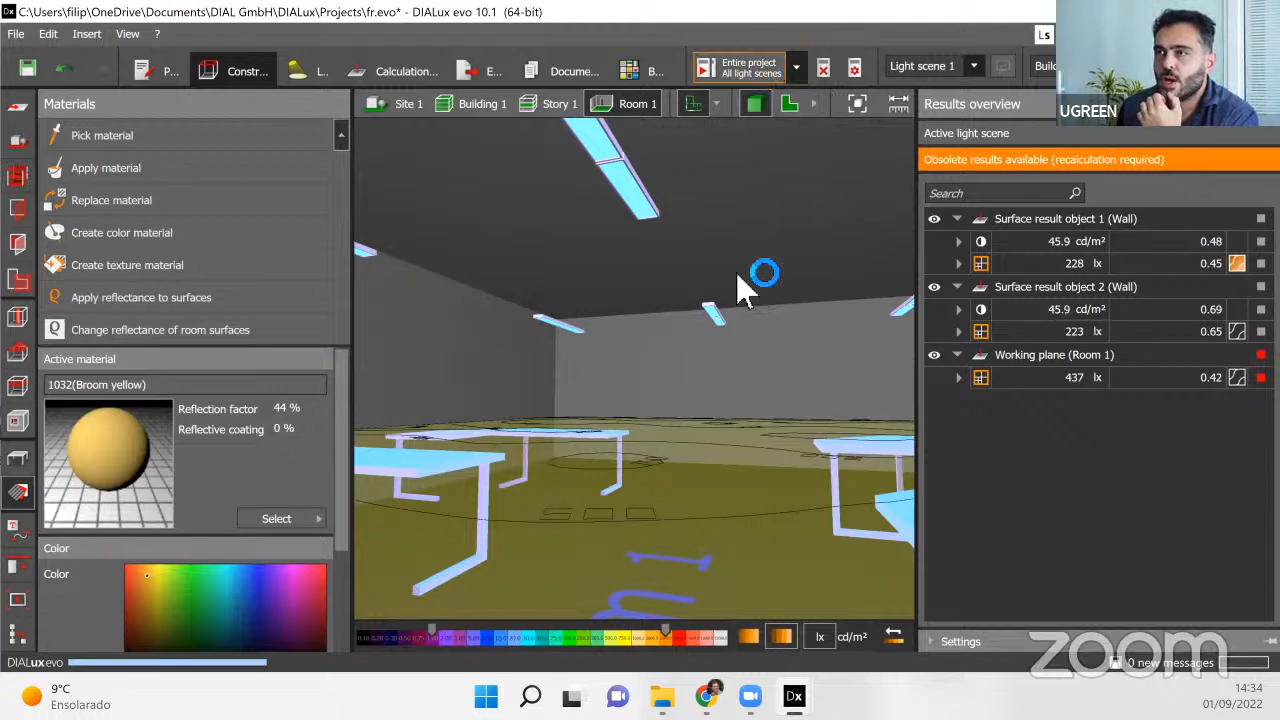 C:\Users\filip\OneDrive\Documents\DIAL GmbH\DIALux\Projects\fr.evo* - DIALux evo 10.1 (64-bit)
File Edit Insert View ?
Ls
P... Constr... L... Calculation... E... ...ume... B... Entire project All light scenes Light scene 1
UGREEN
Materials
Site 1 Building 1 Story Room 1
Results overview
Pick material
Active light scene
Apply material
Obsolete results available (recalculation required)
Replace material
Search
Create color material
Surface result object 1 (Wall)
45.9 cd/m² 0.48
Create texture material
228 lx 0.45
Apply reflectance to surfaces
Surface result object 2 (Wall)
45.9 cd/m² 0.69
Change reflectance of room surfaces
223 lx 0.65
Active material
Working plane (Room 1)
1032(Broom yellow)
437 lx 0.42
Reflection factor 44 %
Reflective coating 0 %
Select
Color
Color
lx cd/m²
Settings
DIALux evo
0 new messages
zoom
9°C
Ensolarado
Dx
14:34
01/09/2022